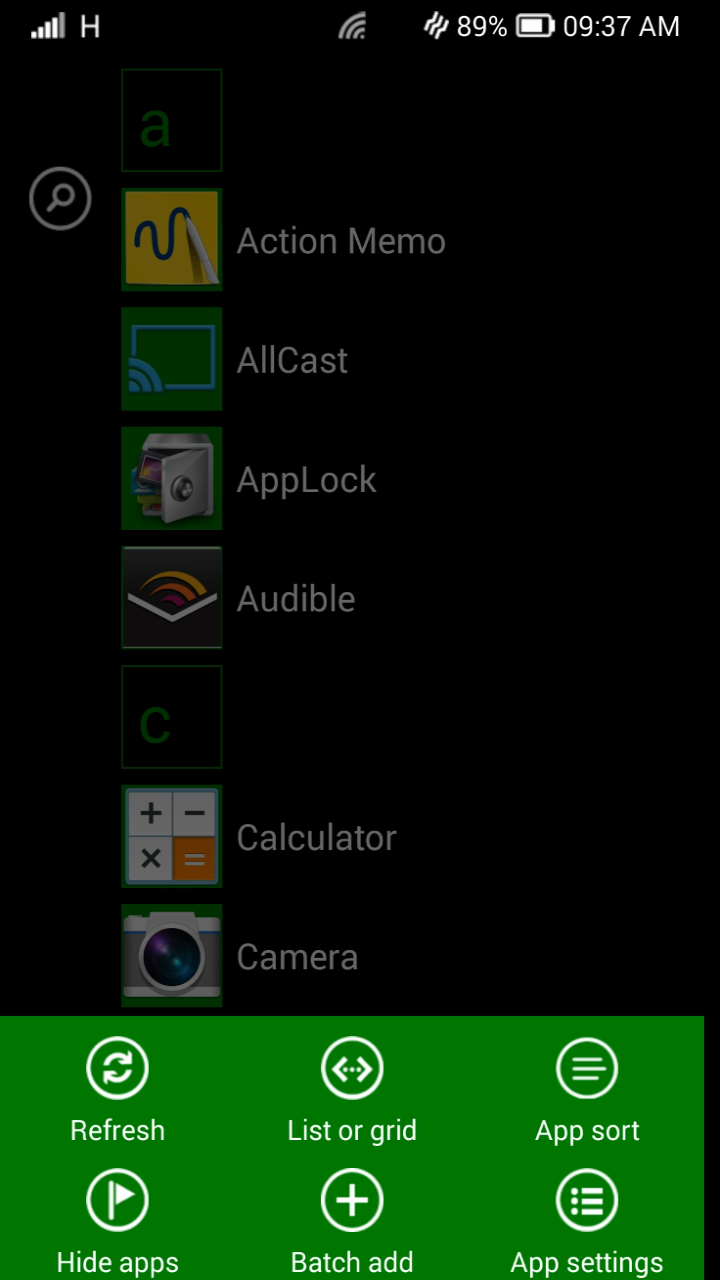 H 89% 09:37 AM
a
Action Memo
AllCast
AppLock
Audible
c
Calculator
Camera
Refresh List or grid App sort
Hide apps Batch add App settings